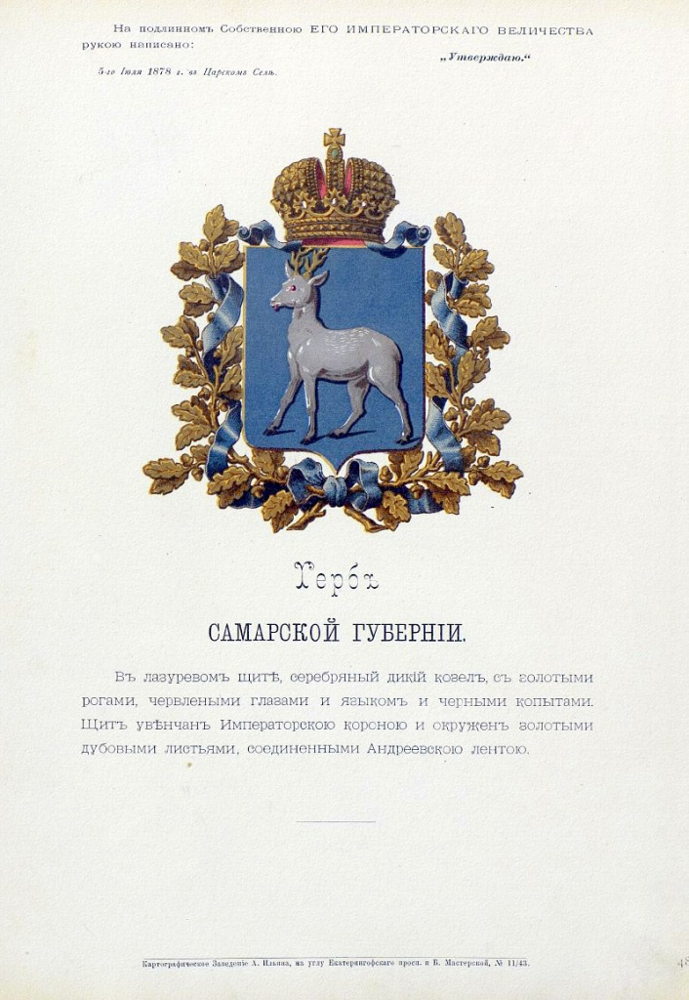 На подлинномъ Собственною ЕГО ИМПЕРАТОРСКАГО ВЕЛИЧЕСТВА
рукою написано:
„Утверждаю.“
5-го Іюля 1878 г. въ Царскомъ Селѣ.
Гербъ
САМАРСКОЙ ГУБЕРНІИ.
Въ лазуревомъ щитѣ, серебряный дикій козелъ, съ золотыми
рогами, червлеными глазами и языкомъ и черными копытами.
Щитъ увѣнчанъ Императорскою короною и окруженъ золотыми
дубовыми листьями, соединенными Андреевскою лентою.
Картографическое Заведеніе А. Ильина, на углу Екатерингофскаго просп. и Б. Мастерской, № 11/43.
48